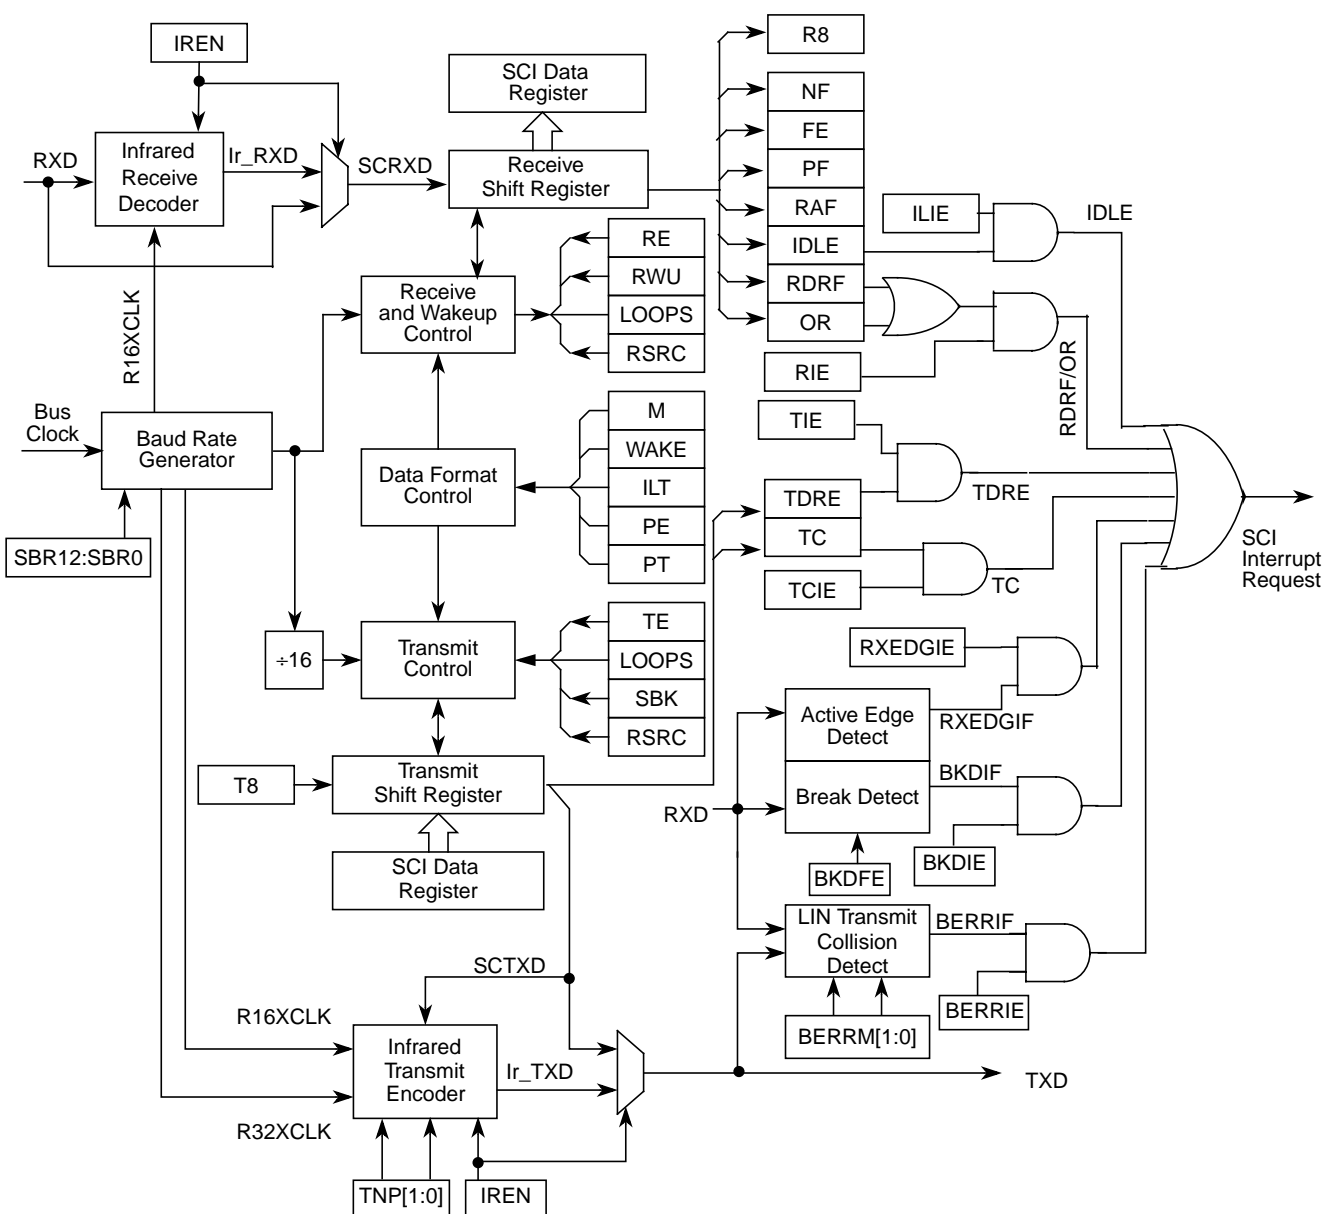 IREN
SCI Data
Register
R8
NF
FE
PF
RAF
IDLE
RDRF
OR
RXD
Infrared
Receive
Decoder
Ir_RXD
SCRXD
Receive
Shift Register
ILIE
IDLE
RE
RWU
LOOPS
RSRC
Receive
and Wakeup
Control
R16XCLK
RIE
RDRF/OR
Bus
Clock
Baud Rate
Generator
M
WAKE
ILT
PE
PT
Data Format
Control
TIE
TDRE
TC
TDRE
TCIE
TC
SCI
Interrupt
Request
SBR12:SBR0
÷16
Transmit
Control
TE
LOOPS
SBK
RSRC
RXEDGIE
Active Edge
Detect
RXEDGIF
T8
Transmit
Shift Register
RXD
Break Detect
BKDIF
BKDIE
BKDFE
SCI Data
Register
LIN Transmit
Collision
Detect
BERRIF
BERRIE
BERRM[1:0]
SCTXD
R16XCLK
Infrared
Transmit
Encoder
Ir_TXD
TXD
R32XCLK
TNP[1:0]
IREN